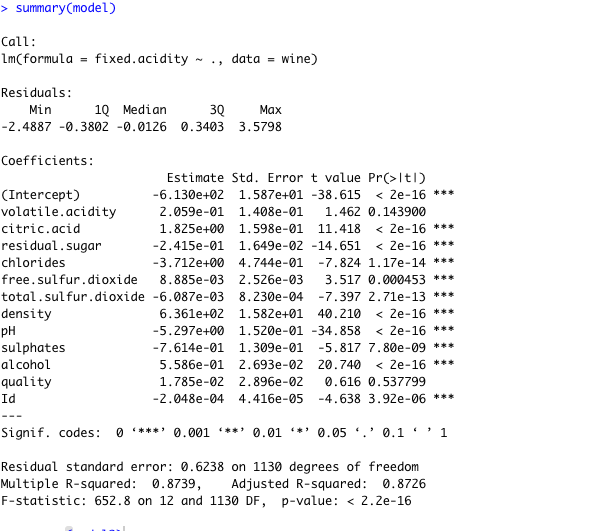 > summary(model)
Call:
lm(formula = fixed.acidity ~ ., data = wine)
Residuals:
Min 1Q Median 3Q Max
-2.4887 -0.3802 -0.0126 0.3403 3.5798
Coefficients:
Estimate Std. Error t value Pr(>|t|)
(Intercept) -6.130e+02 1.587e+01 -38.615 < 2e-16 ***
volatile.acidity 2.059e-01 1.408e-01 1.462 0.143900
citric.acid 1.825e+00 1.598e-01 11.418 < 2e-16 ***
residual.sugar -2.415e-01 1.649e-02 -14.651 < 2e-16 ***
chlorides -3.712e+00 4.744e-01 -7.824 1.17e-14 ***
free.sulfur.dioxide 8.885e-03 2.526e-03 3.517 0.000453 ***
total.sulfur.dioxide -6.087e-03 8.230e-04 -7.397 2.71e-13 ***
density 6.361e+02 1.582e+01 40.210 < 2e-16 ***
pH -5.297e+00 1.520e-01 -34.858 < 2e-16 ***
sulphates -7.614e-01 1.309e-01 -5.817 7.80e-09 ***
alcohol 5.586e-01 2.693e-02 20.740 < 2e-16 ***
quality 1.785e-02 2.896e-02 0.616 0.537799
Id -2.048e-04 4.416e-05 -4.638 3.92e-06 ***
---
Signif. codes: 0 ‘***’ 0.001 ‘**’ 0.01 ‘*’ 0.05 ‘.’ 0.1 ‘ ’ 1
Residual standard error: 0.6238 on 1130 degrees of freedom
Multiple R-squared: 0.8739, Adjusted R-squared: 0.8726
F-statistic: 652.8 on 12 and 1130 DF, p-value: < 2.2e-16